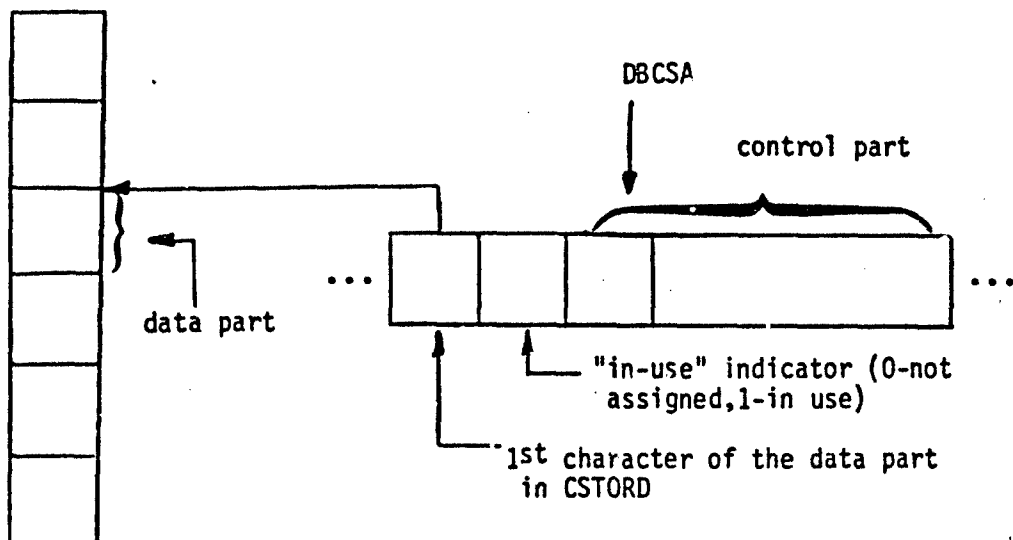 DBCSA
control part
...
...
data part
"in-use" indicator (0-not
assigned,1-in use)
1st character of the data part
in CSTORD